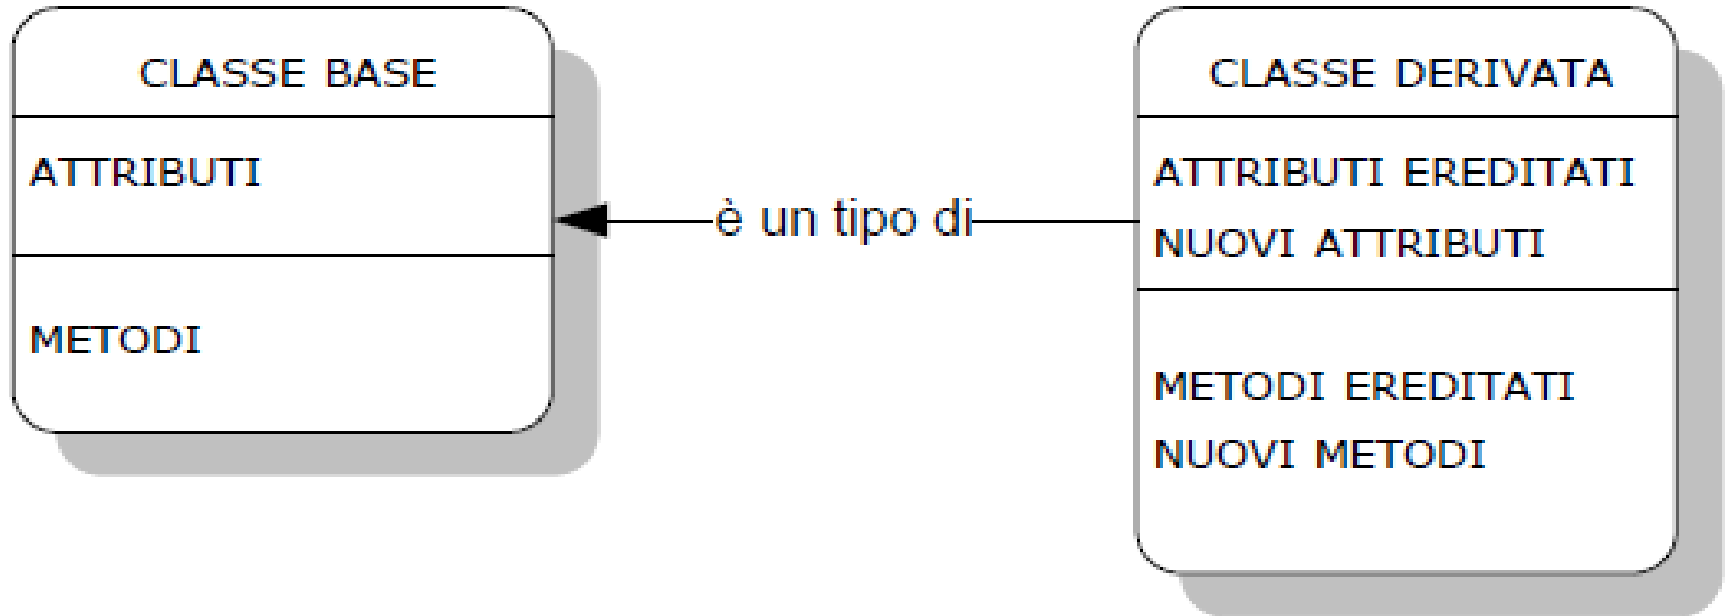 CLASSE BASE
ATTRIBUTI
METODI
è un tipo di
CLASSE DERIVATA
ATTRIBUTI EREDITATI
NUOVI ATTRIBUTI
METODI EREDITATI
NUOVI METODI